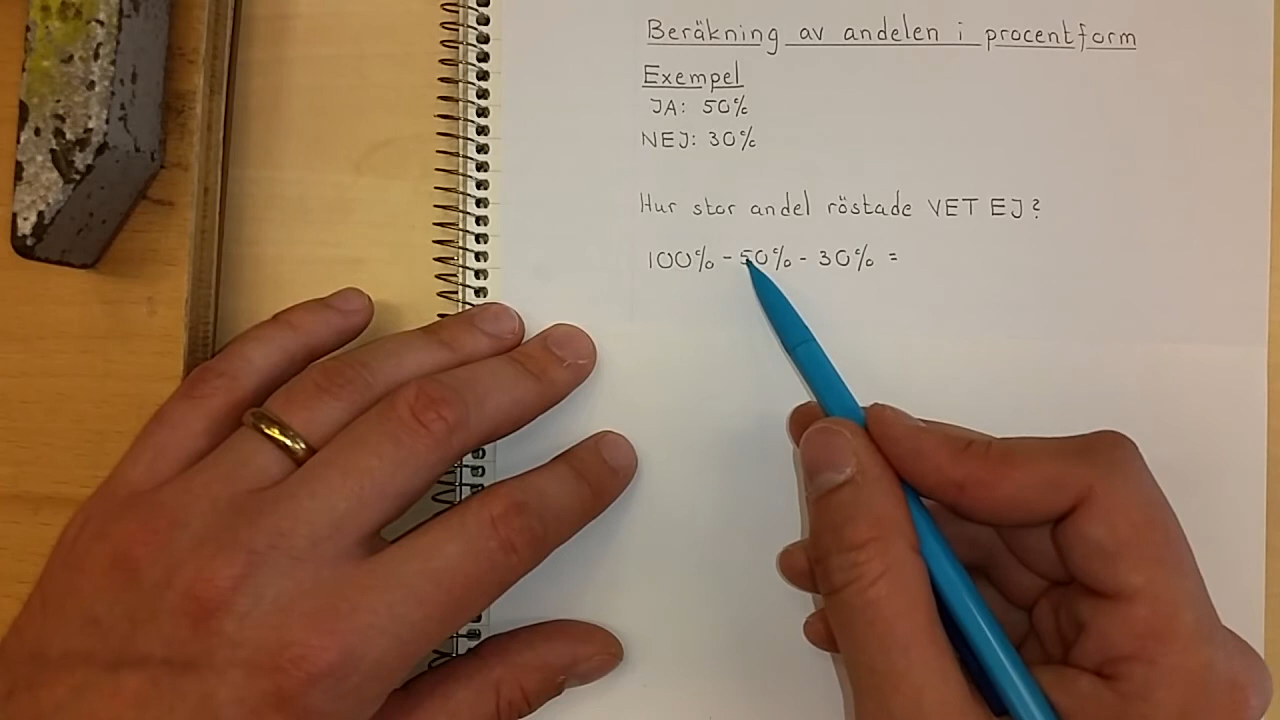 Beräkning av andelen i procentform
Exempel
JA: 50%
NEJ: 30%
Hur stor andel röstade VET EJ?
100% - 50% - 30% =